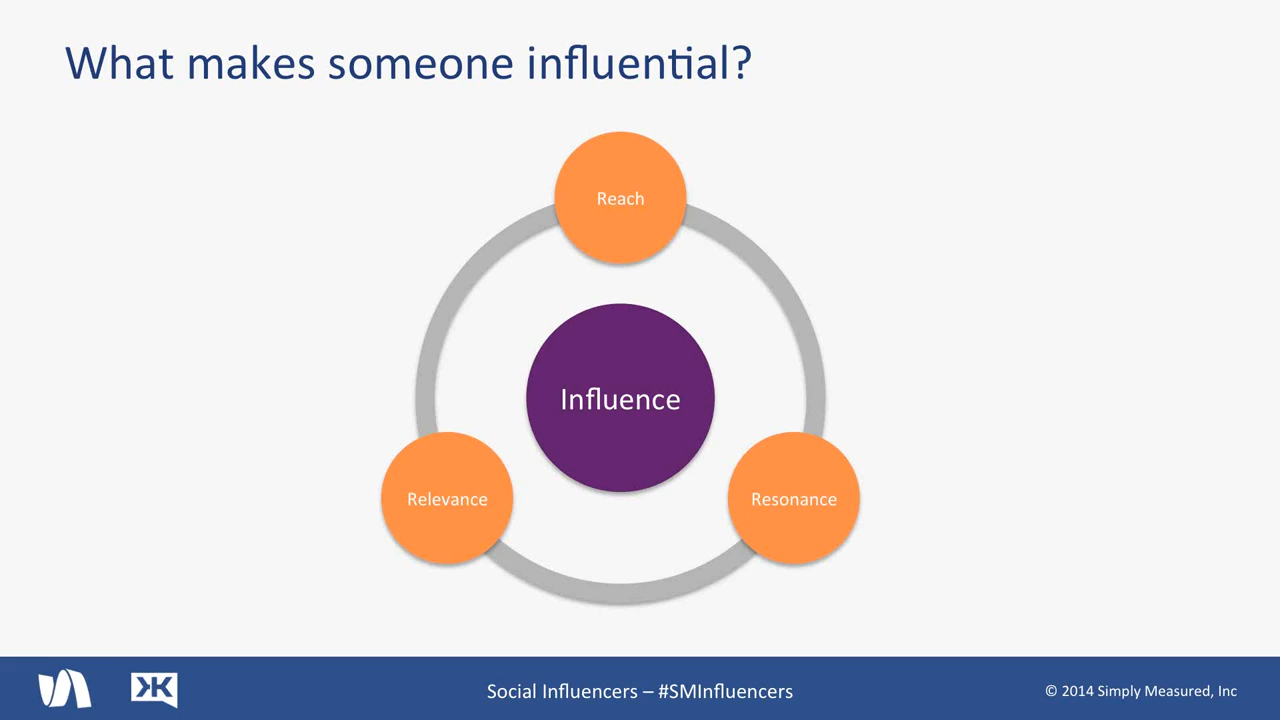 What makes someone influential?
Reach
Influence
Relevance
Resonance
Social Influencers – #SMInfluencers
© 2014 Simply Measured, Inc